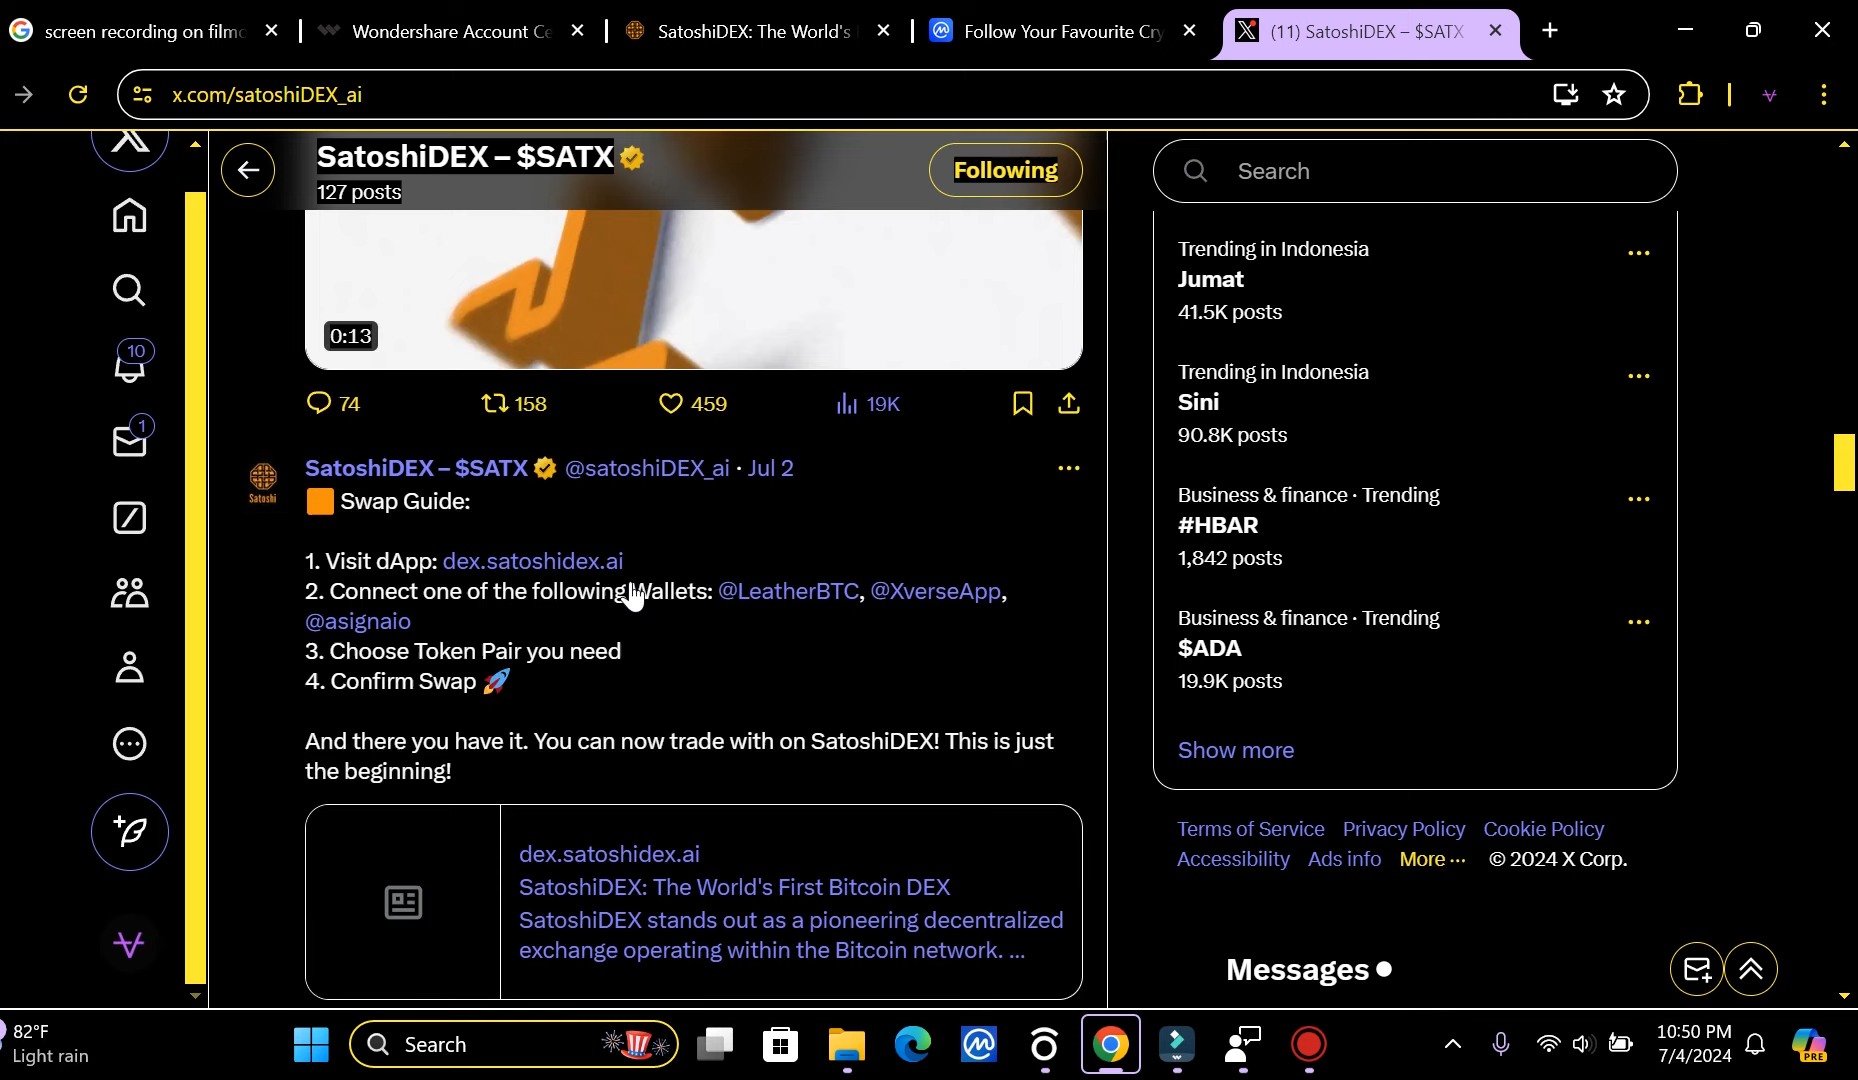 screen recording on filmo
Wondershare Account Ce
SatoshiDEX: The World's
Follow Your Favourite Cry
(11) SatoshiDEX – $SATX
x.com/satoshiDEX_ai
SatoshiDEX – $SATX
127 posts
Following
Search
0:13
74
158
459
19K
SatoshiDEX – $SATX @satoshiDEX_ai · Jul 2
Swap Guide:
1. Visit dApp: dex.satoshidex.ai
2. Connect one of the following Wallets: @LeatherBTC, @XverseApp,
@asignaio
3. Choose Token Pair you need
4. Confirm Swap 🚀
And there you have it. You can now trade with on SatoshiDEX! This is just
the beginning!
dex.satoshidex.ai
SatoshiDEX: The World's First Bitcoin DEX
SatoshiDEX stands out as a pioneering decentralized
exchange operating within the Bitcoin network. ...
10
1
Satoshi
Trending in Indonesia
Jumat
41.5K posts
Trending in Indonesia
Sini
90.8K posts
Business & finance · Trending
#HBAR
1,842 posts
Business & finance · Trending
$ADA
19.9K posts
Show more
Terms of Service Privacy Policy Cookie Policy
Accessibility Ads info More ··· © 2024 X Corp.
Messages
82°F
Light rain
Search
10:50 PM
7/4/2024
PRE